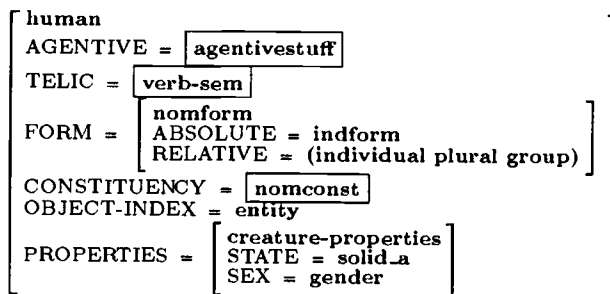 human
AGENTIVE = agentivestuff
TELIC = verb-sem
nomform
FORM = ABSOLUTE = indform
RELATIVE = (individual plural group)
CONSTITUENCY = nomconst
OBJECT-INDEX = entity
creature-properties
PROPERTIES = STATE = solid_a
SEX = gender